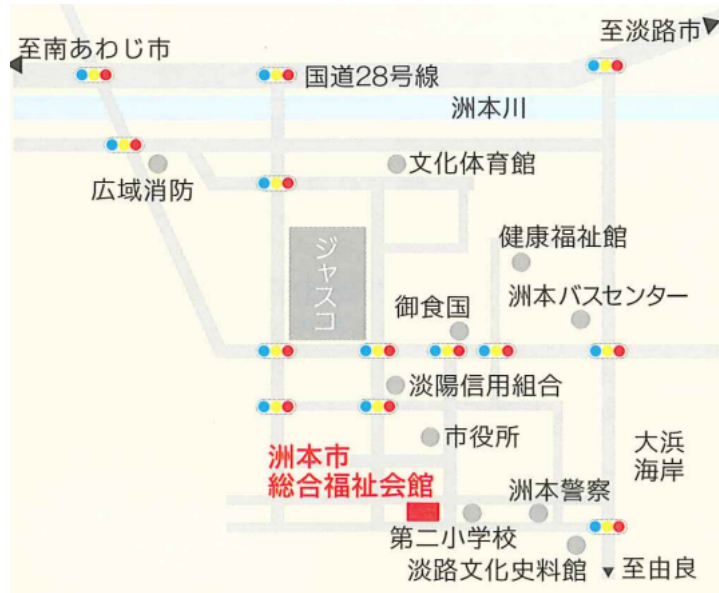 至南あわじ市
至淡路市
国道28号線
洲本川
文化体育館
広域消防
ジャスコ
健康福祉館
洲本バスセンター
御食国
淡陽信用組合
市役所
大浜
海岸
洲本市
総合福祉会館
洲本警察
第二小学校
淡路文化史料館
至由良